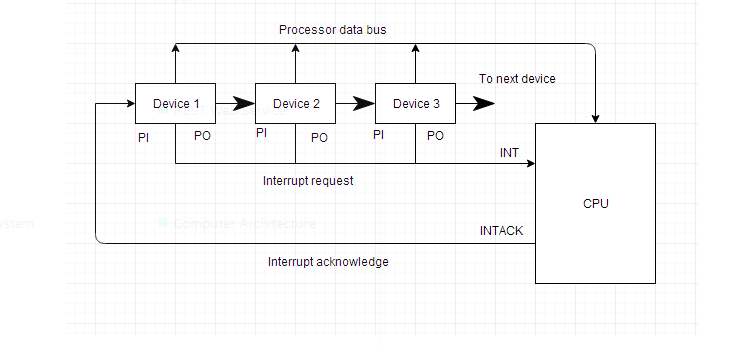 Processor data bus
To next device
Device 1
Device 2
Device 3
PI
PO
PI
PO
PI
PO
INT
Interrupt request
CPU
ystem
Computer Architecture
INTACK
Interrupt acknowledge